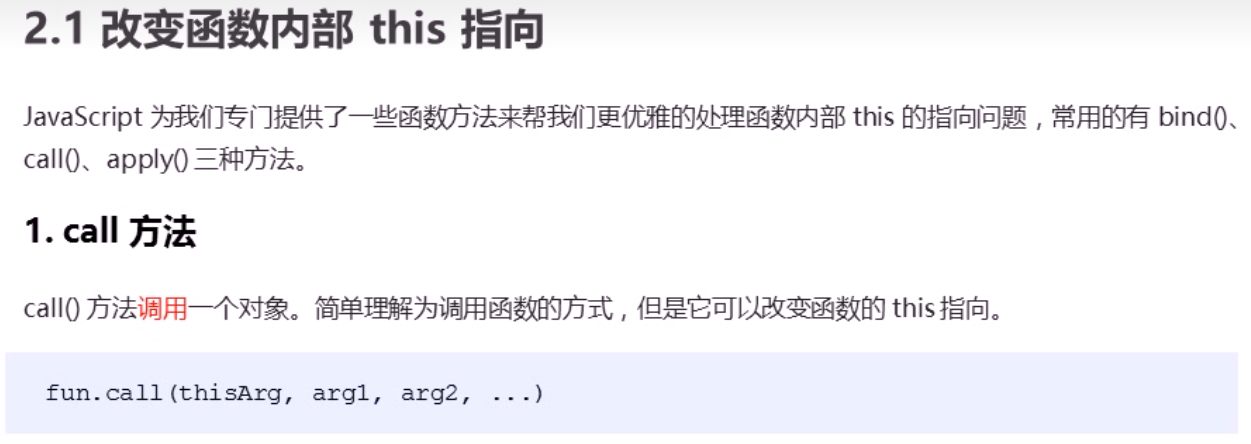 2.1 改变函数内部 this 指向
JavaScript 为我们专门提供了一些函数方法来帮我们更优雅的处理函数内部 this 的指向问题，常用的有 bind()、
call()、apply() 三种方法。
1. call 方法
call() 方法调用一个对象。简单理解为调用函数的方式，但是它可以改变函数的 this 指向。
fun.call(thisArg, arg1, arg2, ...)